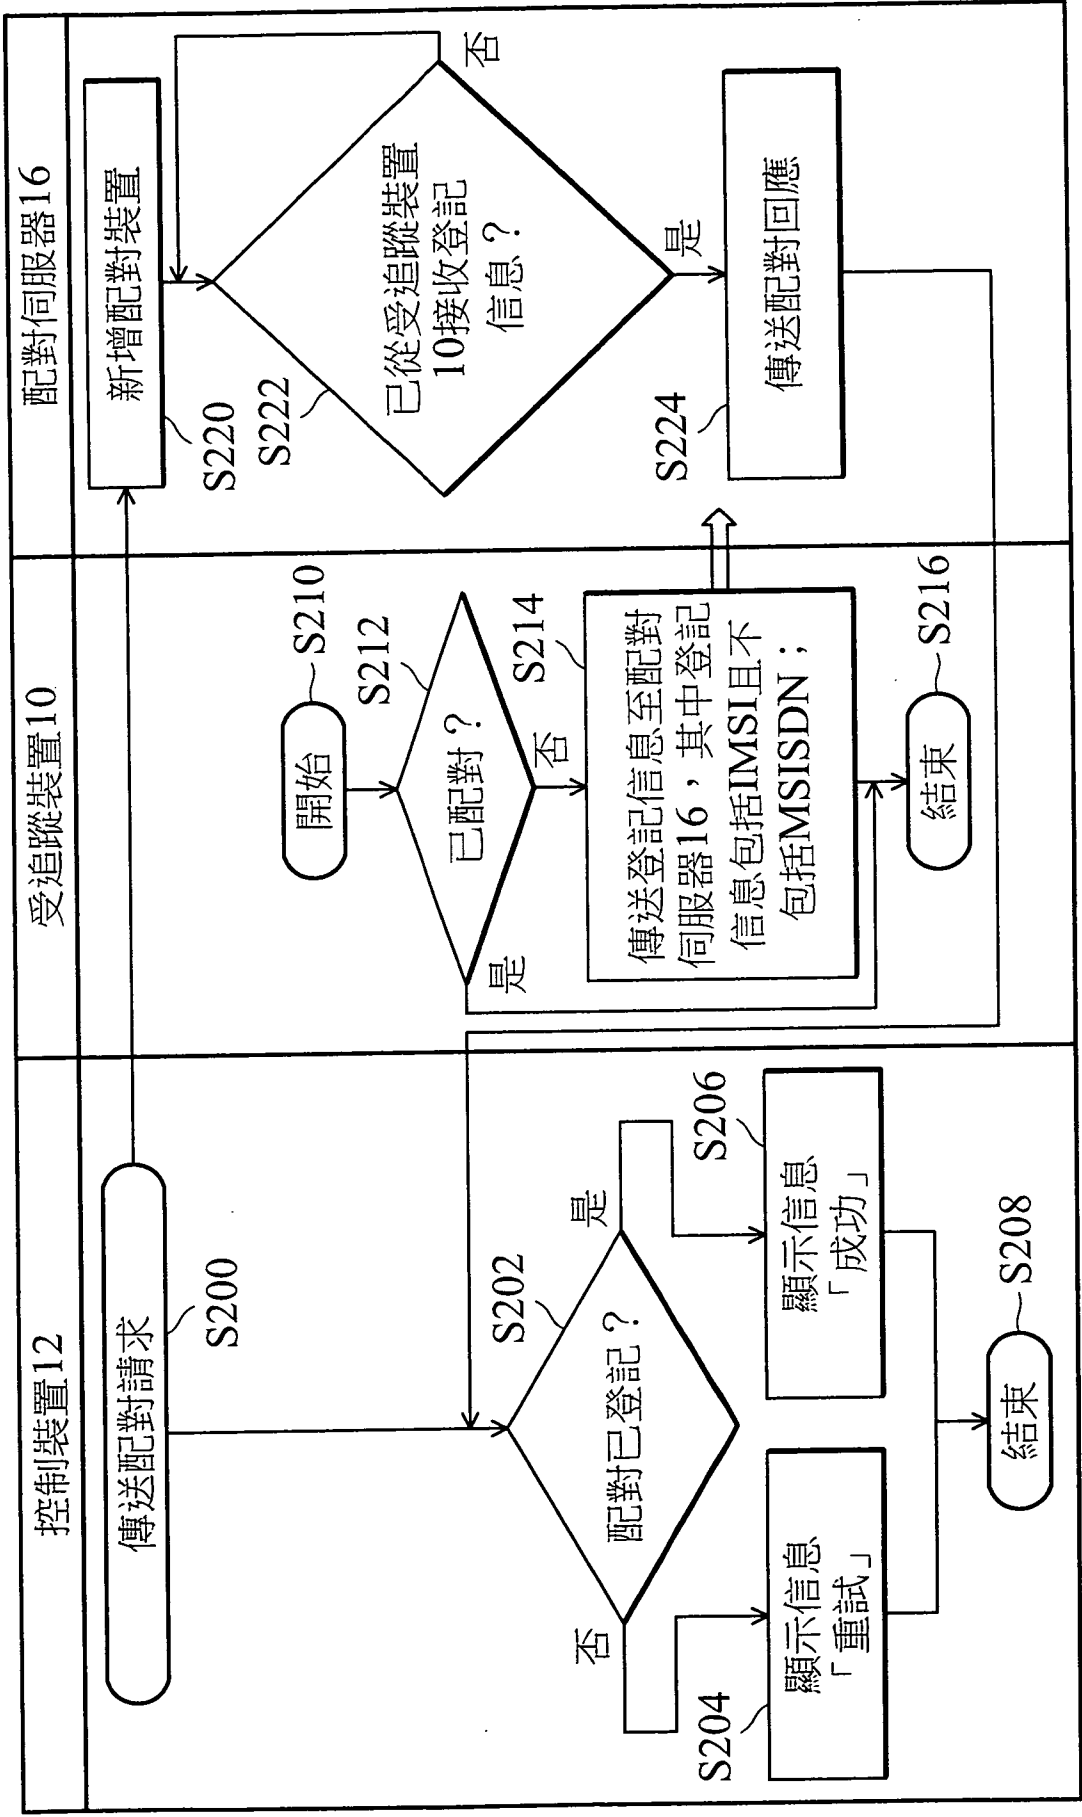 控制裝置12
受追蹤裝置10
配對伺服器16
傳送配對請求
S200
配對已登記？
S202
否
是
S204
顯示信息
「重試」
S206
顯示信息
「成功」
結束
S208
開始
S210
已配對？
S212
是
否
S214
傳送登記信息至配對
伺服器16，其中登記
信息包括IMSI且不
包括MSISDN；
結束
S216
新增配對裝置
S220
S222
已從受追蹤裝置
10接收登記
信息？
否
是
S224
傳送配對回應